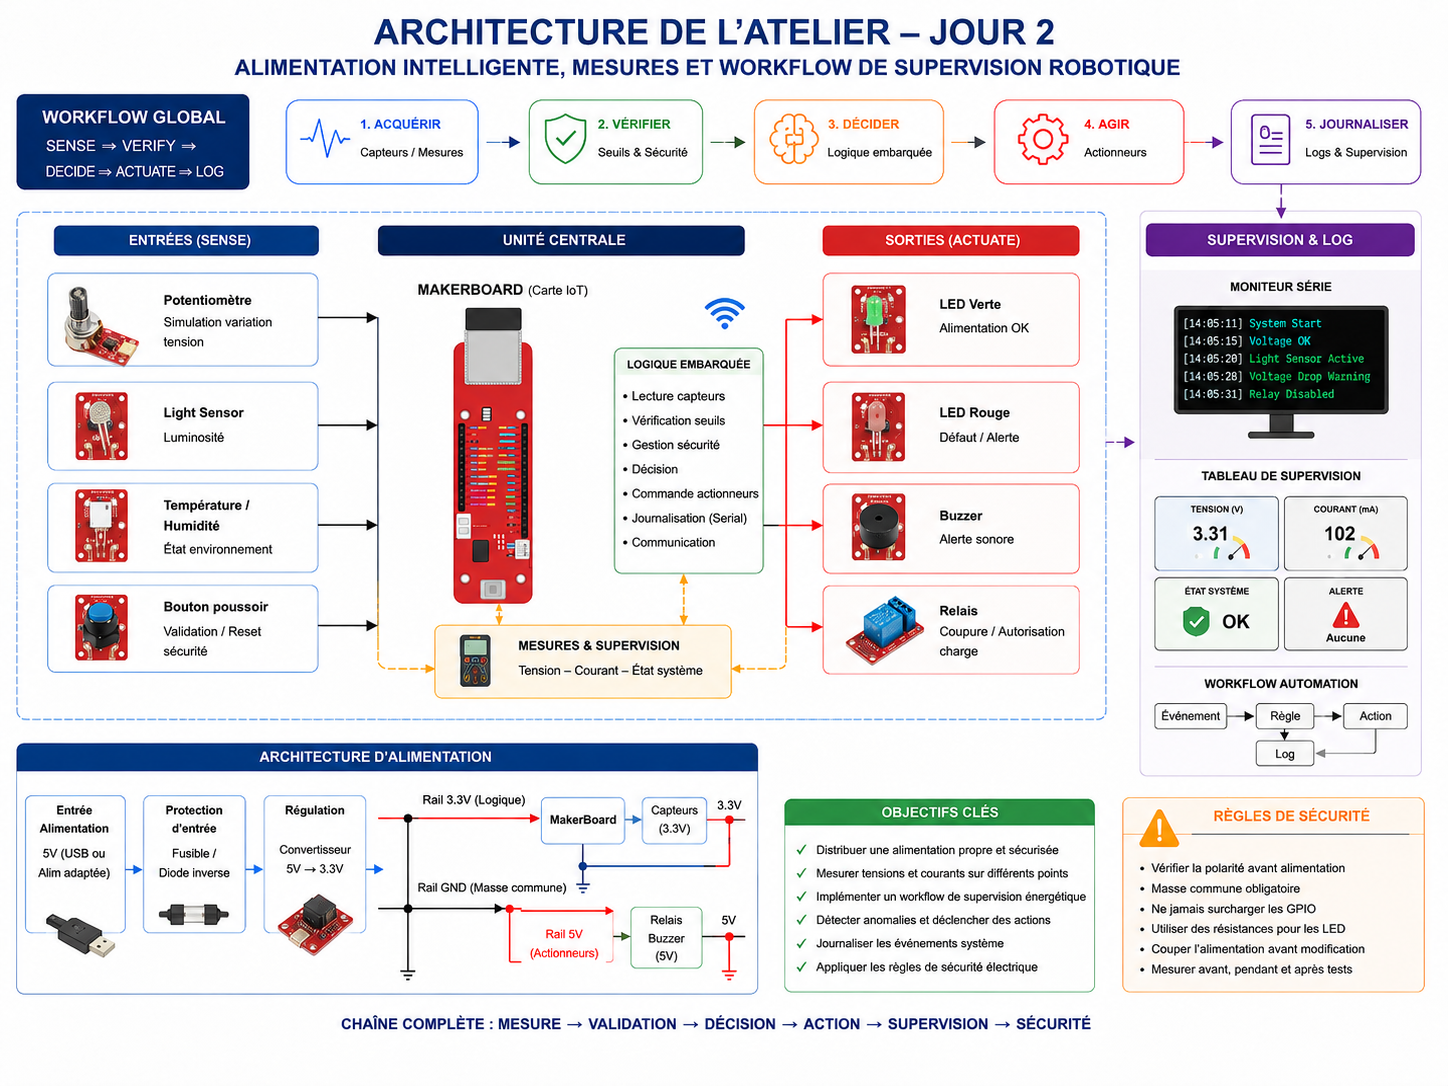 ARCHITECTURE DE L'ATELIER – JOUR 2
ALIMENTATION INTELLIGENTE, MESURES ET WORKFLOW DE SUPERVISION ROBOTIQUE
WORKFLOW GLOBAL
SENSE ⇒ VERIFY ⇒
DECIDE ⇒ ACTUATE ⇒ LOG
1. ACQUÉRIR
Capteurs / Mesures
2. VÉRIFIER
Seuils & Sécurité
3. DÉCIDER
Logique embarquée
4. AGIR
Actionneurs
5. JOURNALISER
Logs & Supervision
ENTRÉES (SENSE)
Potentiomètre
Simulation variation
tension
Light Sensor
Luminosité
Température /
Humidité
État environnement
Bouton poussoir
Validation / Reset
sécurité
UNITÉ CENTRALE
MAKERBOARD (Carte IoT)
LOGIQUE EMBARQUÉE
• Lecture capteurs
• Vérification seuils
• Gestion sécurité
• Décision
• Commande actionneurs
• Journalisation (Serial)
• Communication
MESURES & SUPERVISION
Tension – Courant – État système
SORTIES (ACTUATE)
LED Verte
Alimentation OK
LED Rouge
Défaut / Alerte
Buzzer
Alerte sonore
Relais
Coupure / Autorisation
charge
SUPERVISION & LOG
MONITEUR SÉRIE
[14:05:11] System Start
[14:05:15] Voltage OK
[14:05:20] Light Sensor Active
[14:05:28] Voltage Drop Warning
[14:05:31] Relay Disabled
TABLEAU DE SUPERVISION
TENSION (V)
3.31
COURANT (mA)
102
ÉTAT SYSTÈME
OK
ALERTE
Aucune
WORKFLOW AUTOMATION
Événement
Règle
Action
Log
ARCHITECTURE D'ALIMENTATION
Entrée
Alimentation
5V (USB ou
Alim adaptée)
Protection
d'entrée
Fusible /
Diode inverse
Régulation
Convertisseur
5V → 3.3V
Rail 3.3V (Logique)
MakerBoard
Capteurs
(3.3V)
3.3V
Rail GND (Masse commune)
Rail 5V
(Actionneurs)
Relais
Buzzer
(5V)
5V
OBJECTIFS CLÉS
✓ Distribuer une alimentation propre et sécurisée
✓ Mesurer tensions et courants sur différents points
✓ Implémenter un workflow de supervision énergétique
✓ Détecter anomalies et déclencher des actions
✓ Journaliser les événements système
✓ Appliquer les règles de sécurité électrique
RÈGLES DE SÉCURITÉ
• Vérifier la polarité avant alimentation
• Masse commune obligatoire
• Ne jamais surcharger les GPIO
• Utiliser des résistances pour les LED
• Couper l'alimentation avant modification
• Mesurer avant, pendant et après tests
CHAÎNE COMPLÈTE : MESURE → VALIDATION → DÉCISION → ACTION → SUPERVISION → SÉCURITÉ